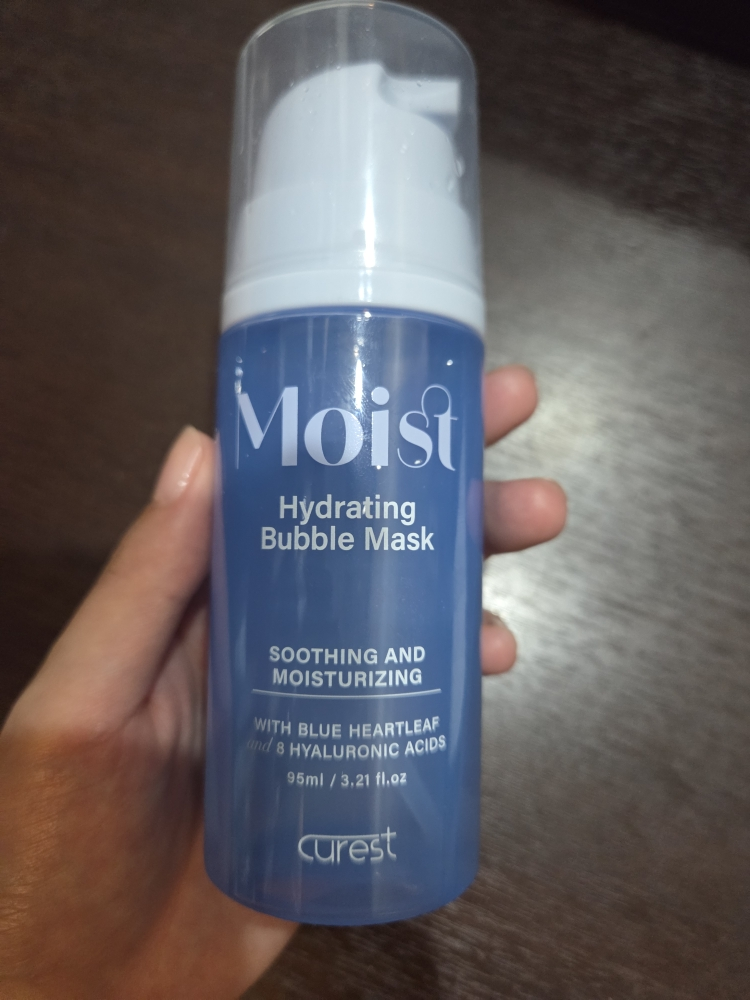 Moist
Hydrating
Bubble Mask
SOOTHING AND
MOISTURIZING
WITH BLUE HEARTLEAF
and 8 HYALURONIC ACIDS
95ml / 3.21 fl.oz
curest